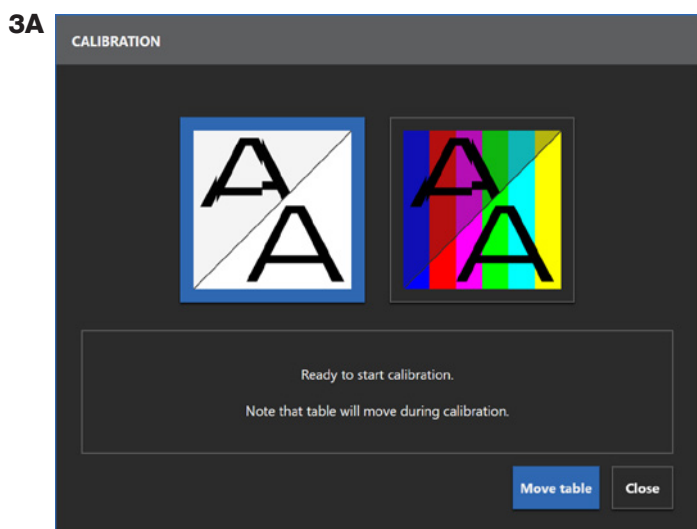 3A
CALIBRATION
A
A
A
A
Ready to start calibration.
Note that table will move during calibration.
Move table
Close